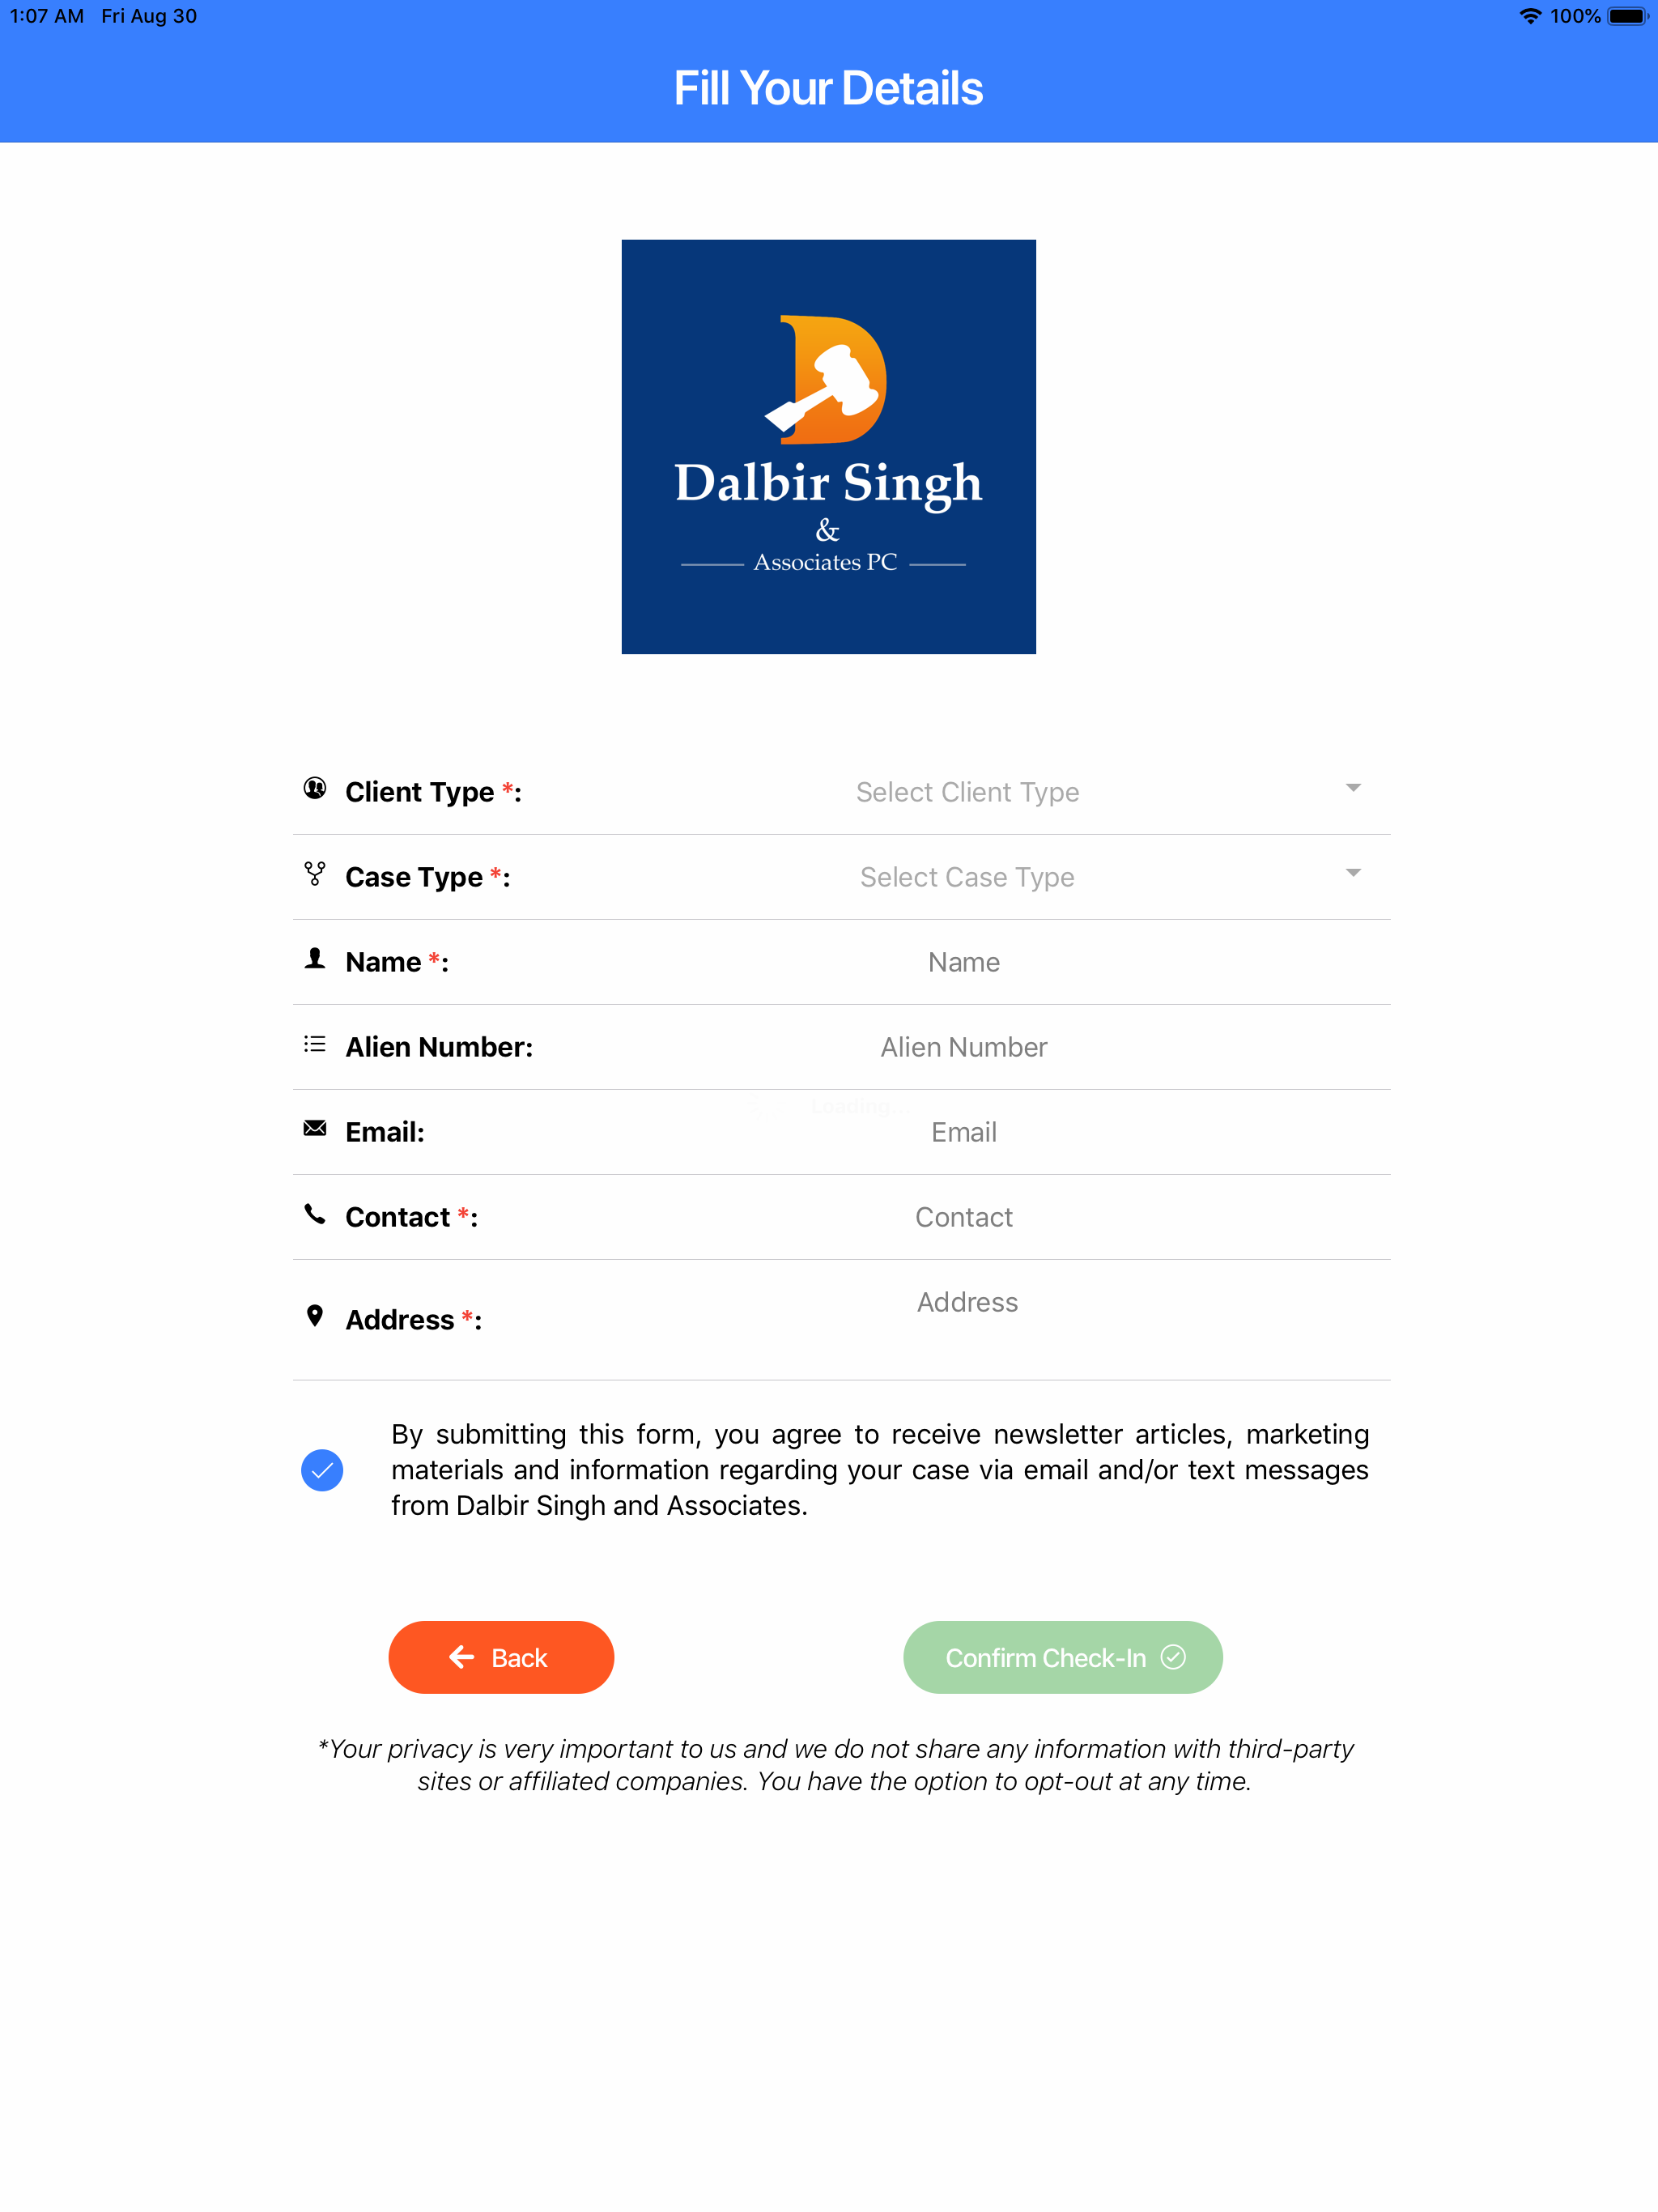 1:07 AM Fri Aug 30 100%
Fill Your Details
Dalbir Singh
&
Associates PC
Client Type *: Select Client Type
Case Type *: Select Case Type
Name *: Name
Alien Number: Alien Number
Loading..
Email: Email
Contact *: Contact
Address *: Address
By submitting this form, you agree to receive newsletter articles, marketing
materials and information regarding your case via email and/or text messages
from Dalbir Singh and Associates.
Back Confirm Check-In
*Your privacy is very important to us and we do not share any information with third-party
sites or affiliated companies. You have the option to opt-out at any time.